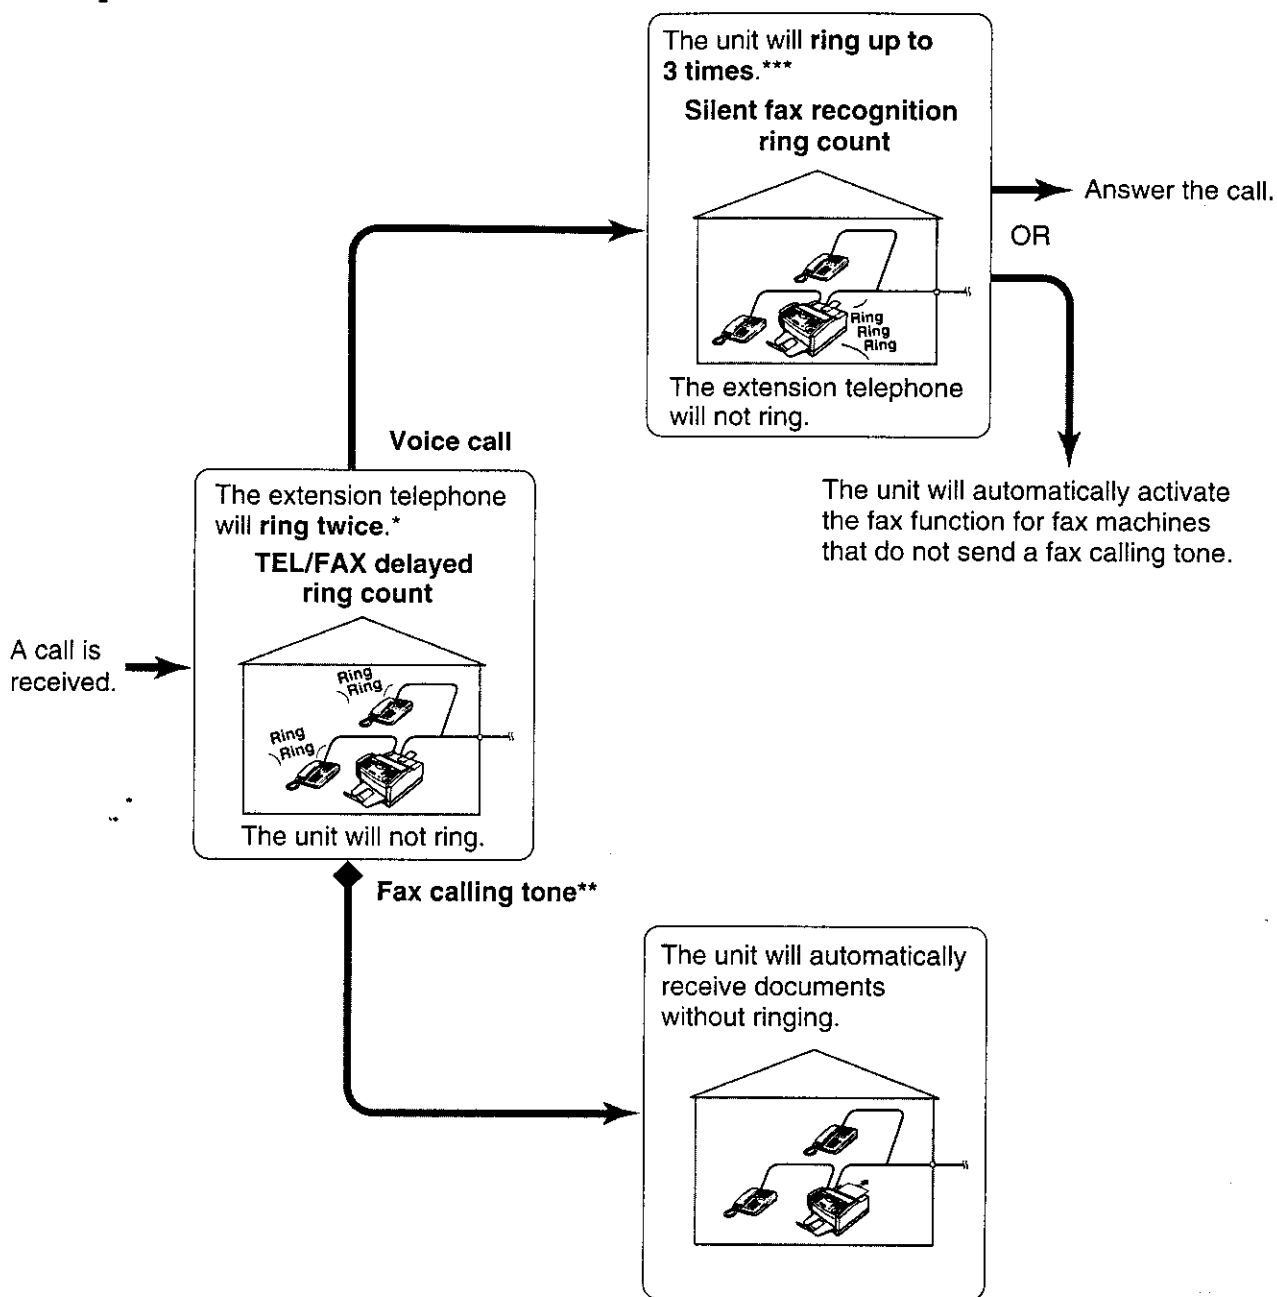 The unit will ring up to
3 times.***
Silent fax recognition
ring count
Ring
Ring
Ring
The extension telephone
will not ring.
Answer the call.
OR
The unit will automatically activate
the fax function for fax machines
that do not send a fax calling tone.
Voice call
A call is
received.
The extension telephone
will ring twice.*
TEL/FAX delayed
ring count
Ring
Ring
Ring
Ring
The unit will not ring.
Fax calling tone**
The unit will automatically
receive documents
without ringing.